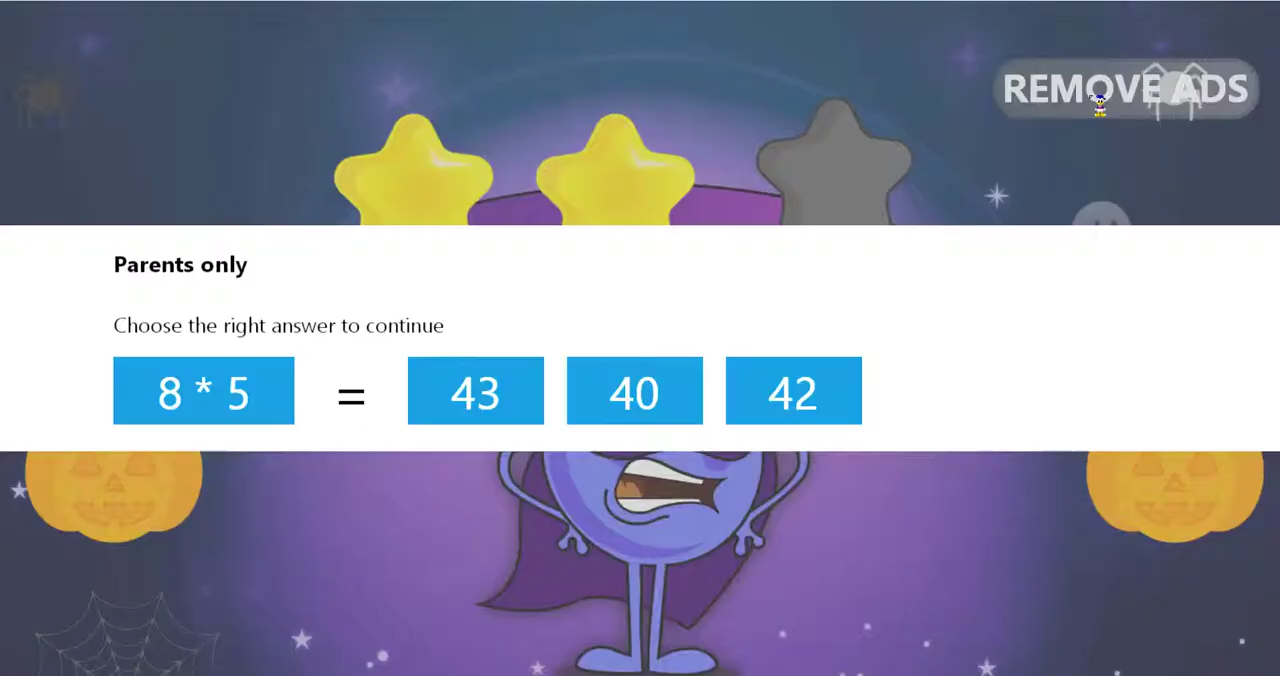 REMOVE ADS
Parents only
Choose the right answer to continue
8 * 5 = 43 40 42